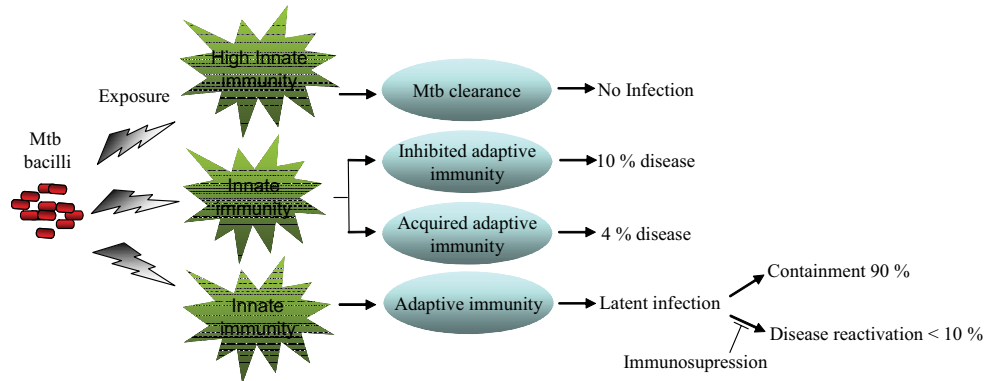 High Innate
immunity
Exposure
Mtb clearance
No Infection
Mtb
bacilli
Inhibited adaptive
immunity
10 % disease
Innate
immunity
Acquired adaptive
immunity
4 % disease
Innate
immunity
Adaptive immunity
Latent infection
Containment 90 %
Disease reactivation < 10 %
Immunosupression